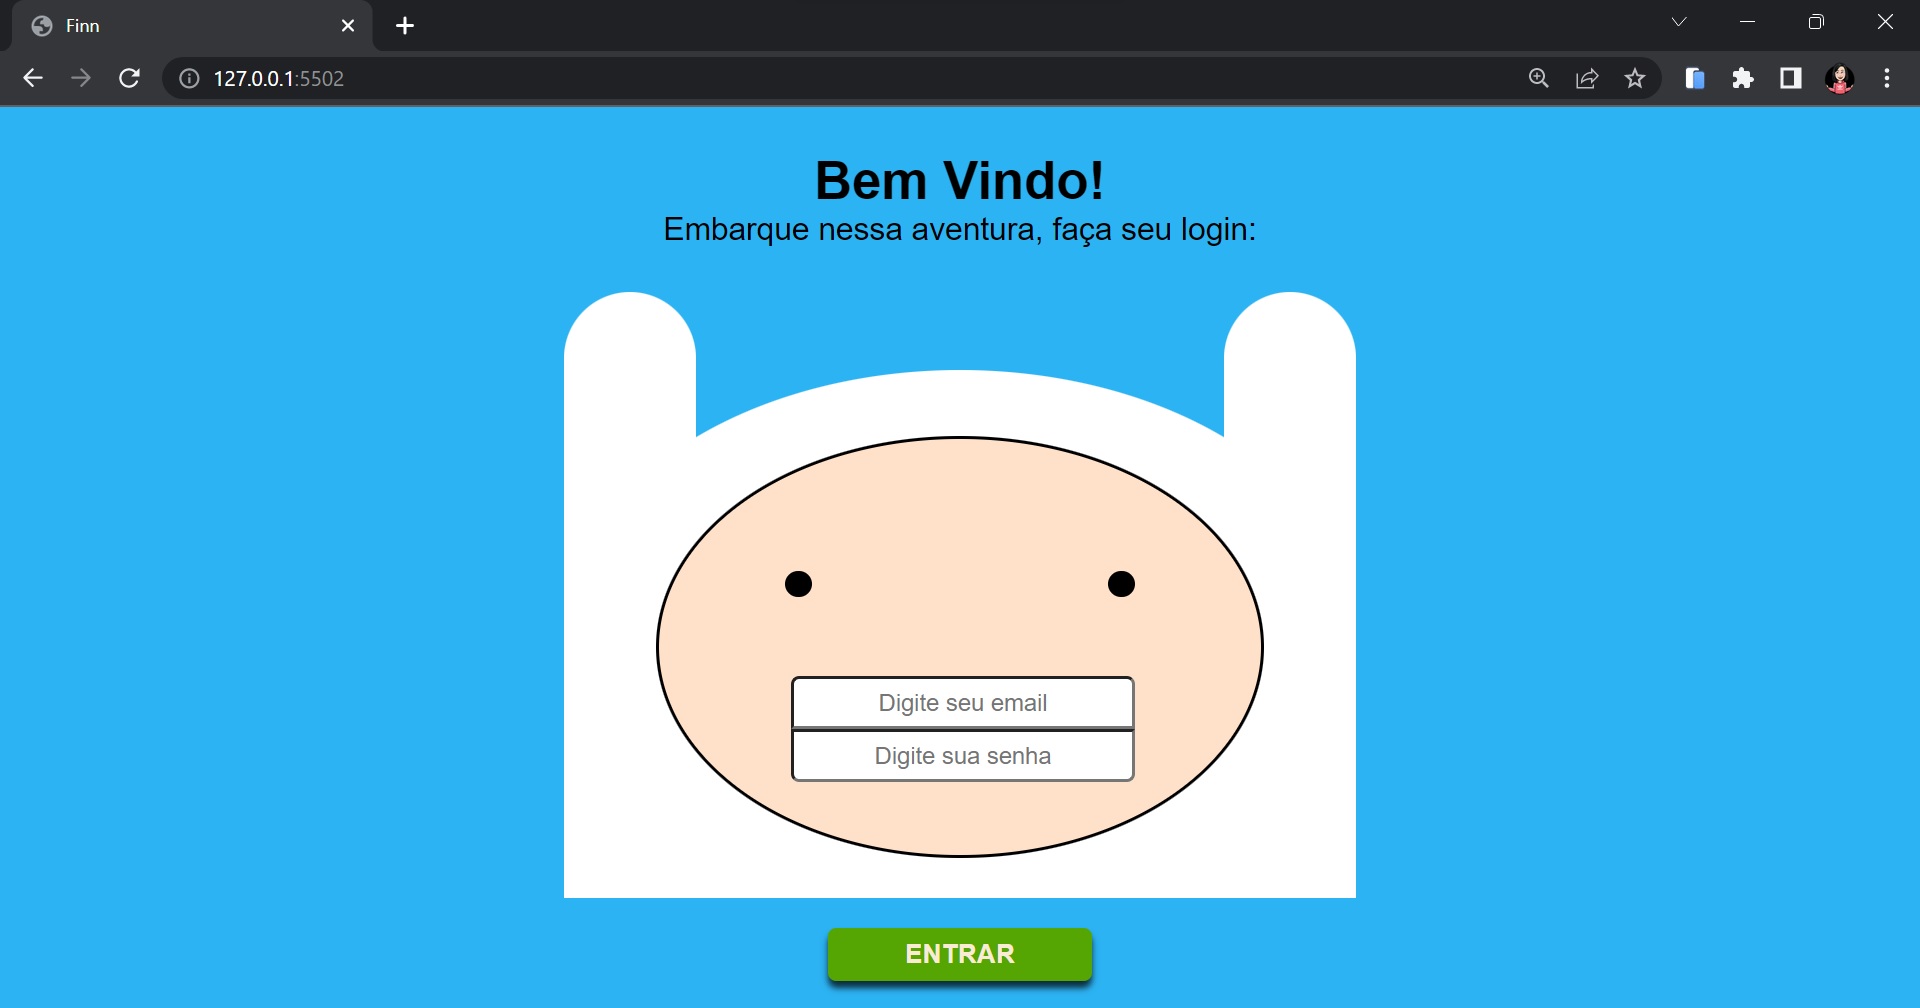 Finn
127.0.0.1:5502
Bem Vindo!
Embarque nessa aventura, faça seu login:
Digite seu email
Digite sua senha
ENTRAR